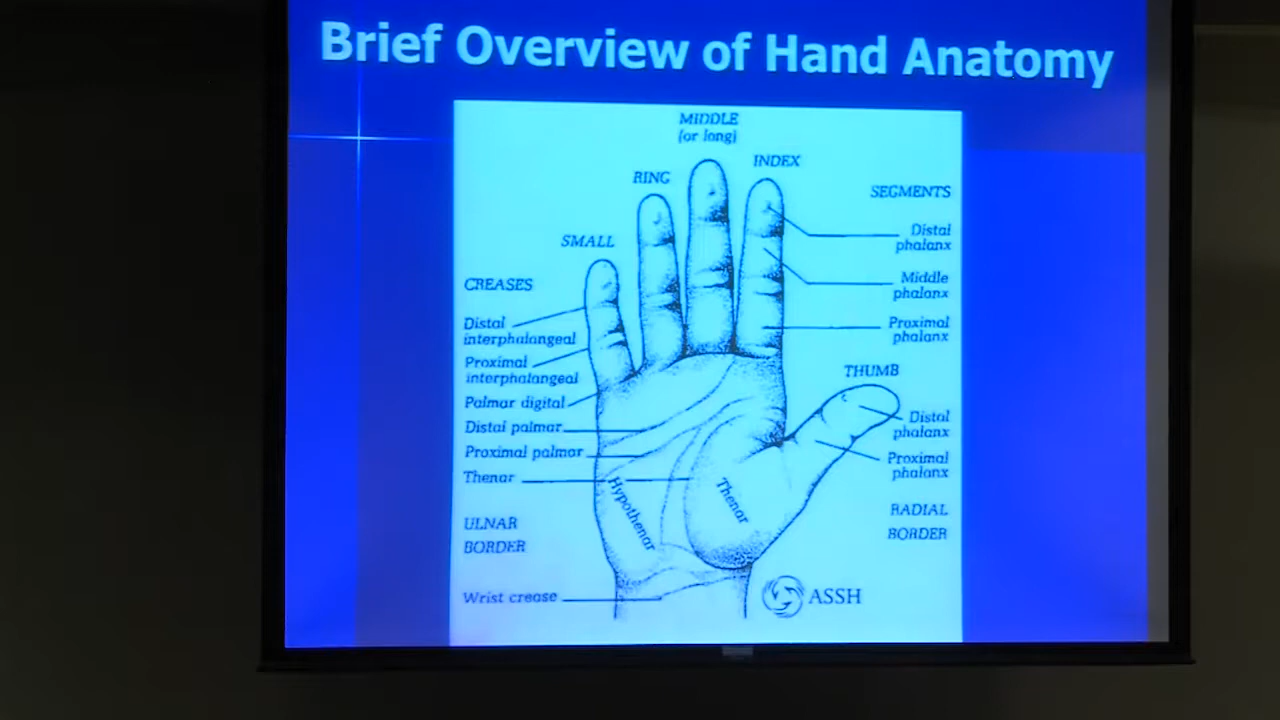 Brief Overview of Hand Anatomy
MIDDLE
(or long)
INDEX
RING
SMALL
SEGMENTS
Distal
phalanx
Middle
phalanx
Proximal
phalanx
THUMB
Distal
phalanx
Proximal
phalanx
RADIAL
BORDER
CREASES
Distal
interphalangeal
Proximal
interphalangeal
Palmar digital
Distal palmar
Proximal palmar
Thenar
Hypothenar
Thenar
ULNAR
BORDER
Wrist crease
ASSH